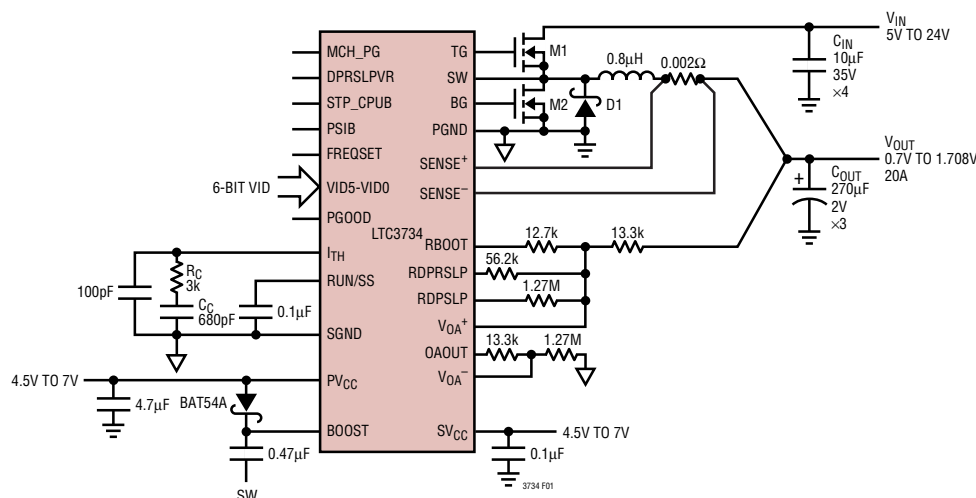 MCH_PG
DPRSLPVR
STP_CPUB
PSIB
FREQSET
6-BIT VID
VID5-VID0
PGOOD
LTC3734
ITH
RUN/SS
SGND
PVCC
BOOST
TG
SW
BG
PGND
SENSE+
SENSE–
RBOOT
RDPRSLP
RDPSLP
VOA+
OAOUT
VOA–
SVCC
M1
M2
D1
0.8µH
0.002Ω
VIN
5V TO 24V
CIN
10µF
35V
×4
VOUT
0.7V TO 1.708V
20A
+
COUT
270µF
2V
×3
12.7k
13.3k
56.2k
1.27M
13.3k
1.27M
100pF
RC
3k
CC
680pF
0.1µF
4.5V TO 7V
4.7µF
BAT54A
0.47µF
SW
4.5V TO 7V
0.1µF
3734 F01